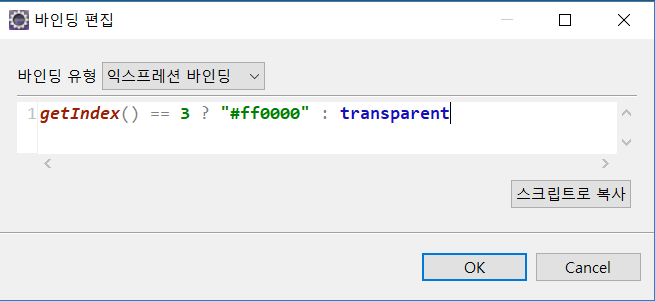 바인딩 편집
바인딩 유형 익스프레션 바인딩
1 getIndex() == 3 ? "#ff0000" : transparent
스크립트로 복사
OK Cancel